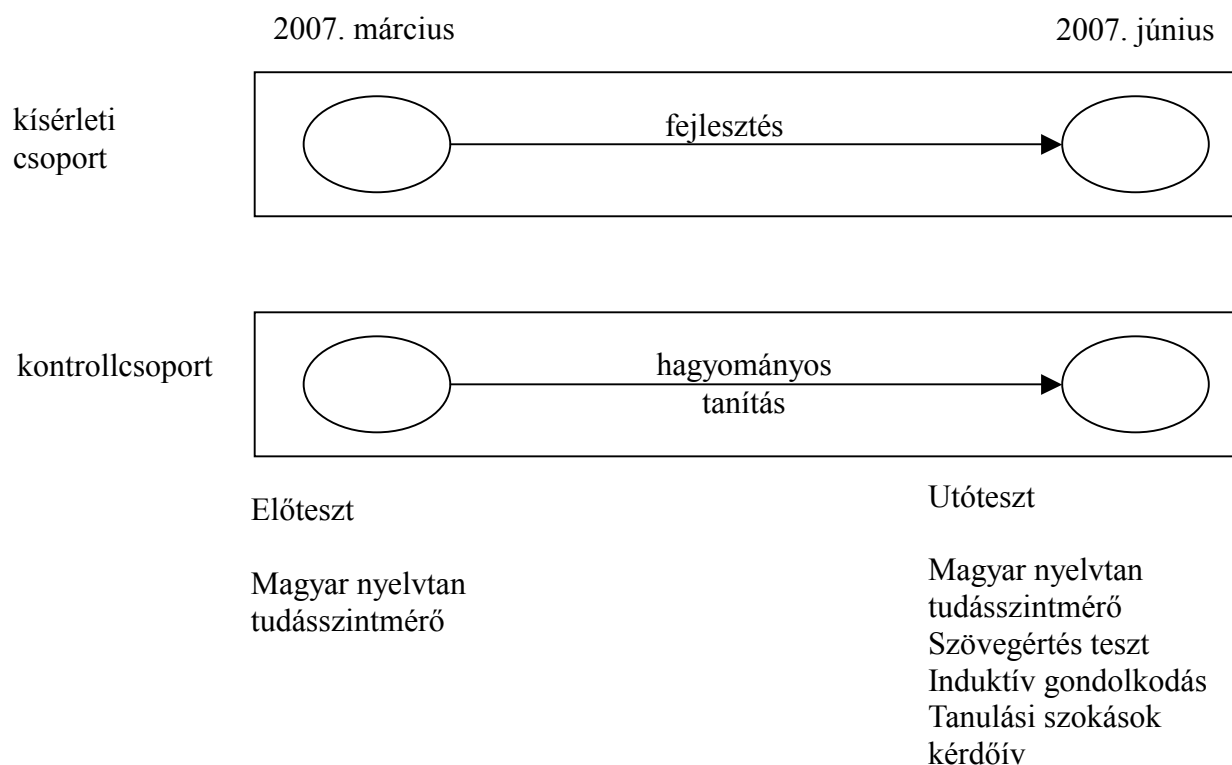 2007. március
2007. június
kísérleti
csoport
fejlesztés
kontrollcsoport
hagyományos
tanítás
Előteszt
Magyar nyelvtan
tudásszintmérő
Utóteszt
Magyar nyelvtan
tudásszintmérő
Szövegértés teszt
Induktív gondolkodás
Tanulási szokások
kérdőív